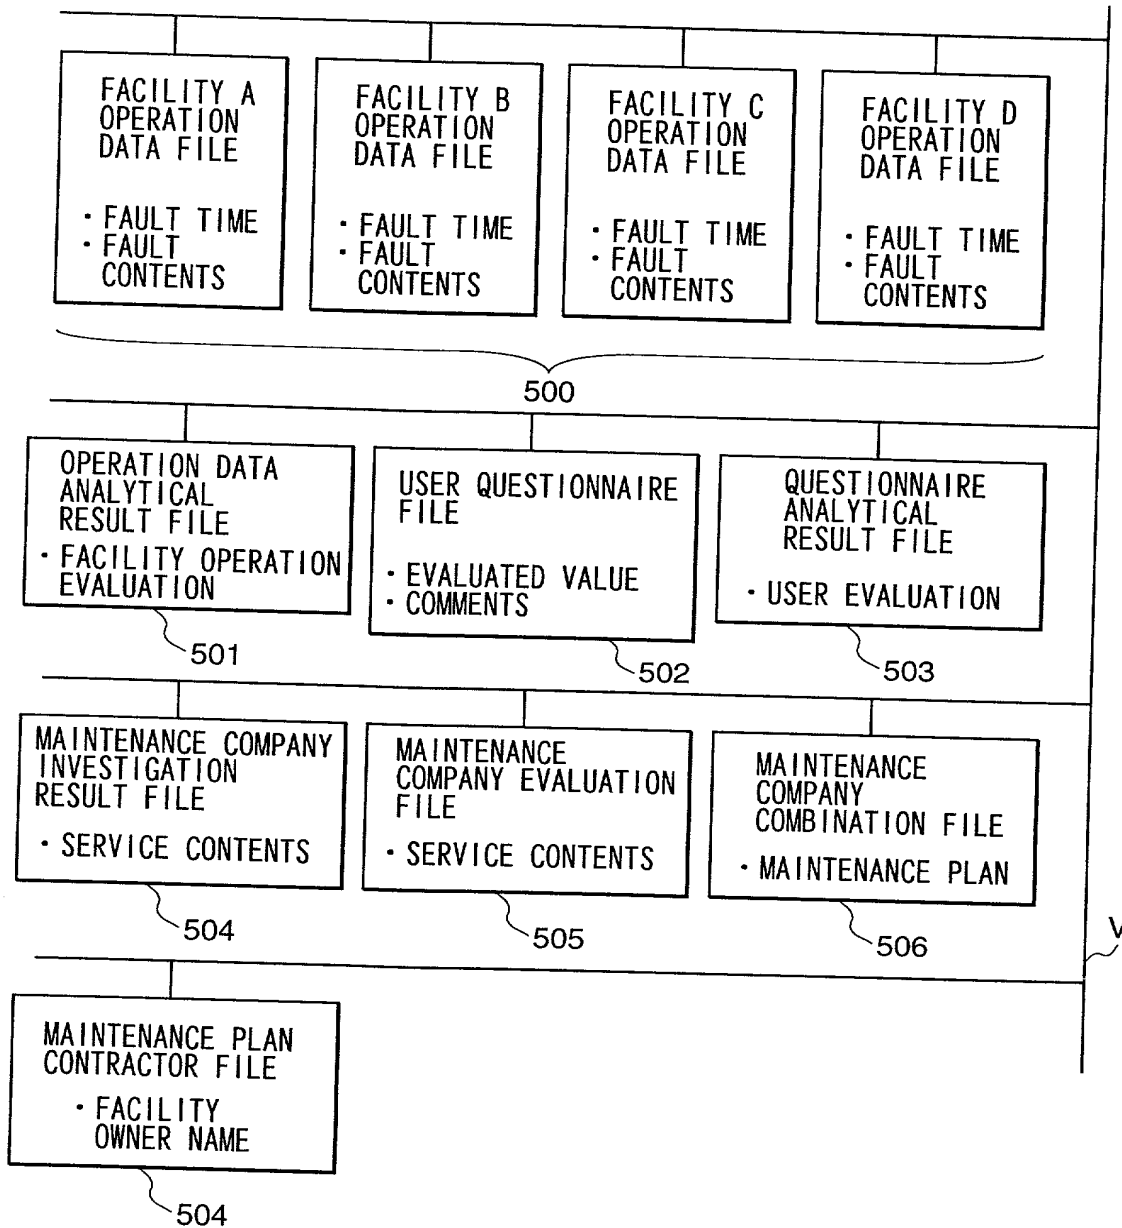 FACILITY A
OPERATION
DATA FILE
· FAULT TIME
· FAULT
CONTENTS
FACILITY B
OPERATION
DATA FILE
· FAULT TIME
· FAULT
CONTENTS
FACILITY C
OPERATION
DATA FILE
· FAULT TIME
· FAULT
CONTENTS
FACILITY D
OPERATION
DATA FILE
· FAULT TIME
· FAULT
CONTENTS
500
OPERATION DATA
ANALYTICAL
RESULT FILE
· FACILITY OPERATION
EVALUATION
501
USER QUESTIONNAIRE
FILE
· EVALUATED VALUE
· COMMENTS
502
QUESTIONNAIRE
ANALYTICAL
RESULT FILE
· USER EVALUATION
503
MAINTENANCE COMPANY
INVESTIGATION
RESULT FILE
· SERVICE CONTENTS
504
MAINTENANCE
COMPANY EVALUATION
FILE
· SERVICE CONTENTS
505
MAINTENANCE
COMPANY
COMBINATION FILE
· MAINTENANCE PLAN
506
V
MAINTENANCE PLAN
CONTRACTOR FILE
· FACILITY
OWNER NAME
504